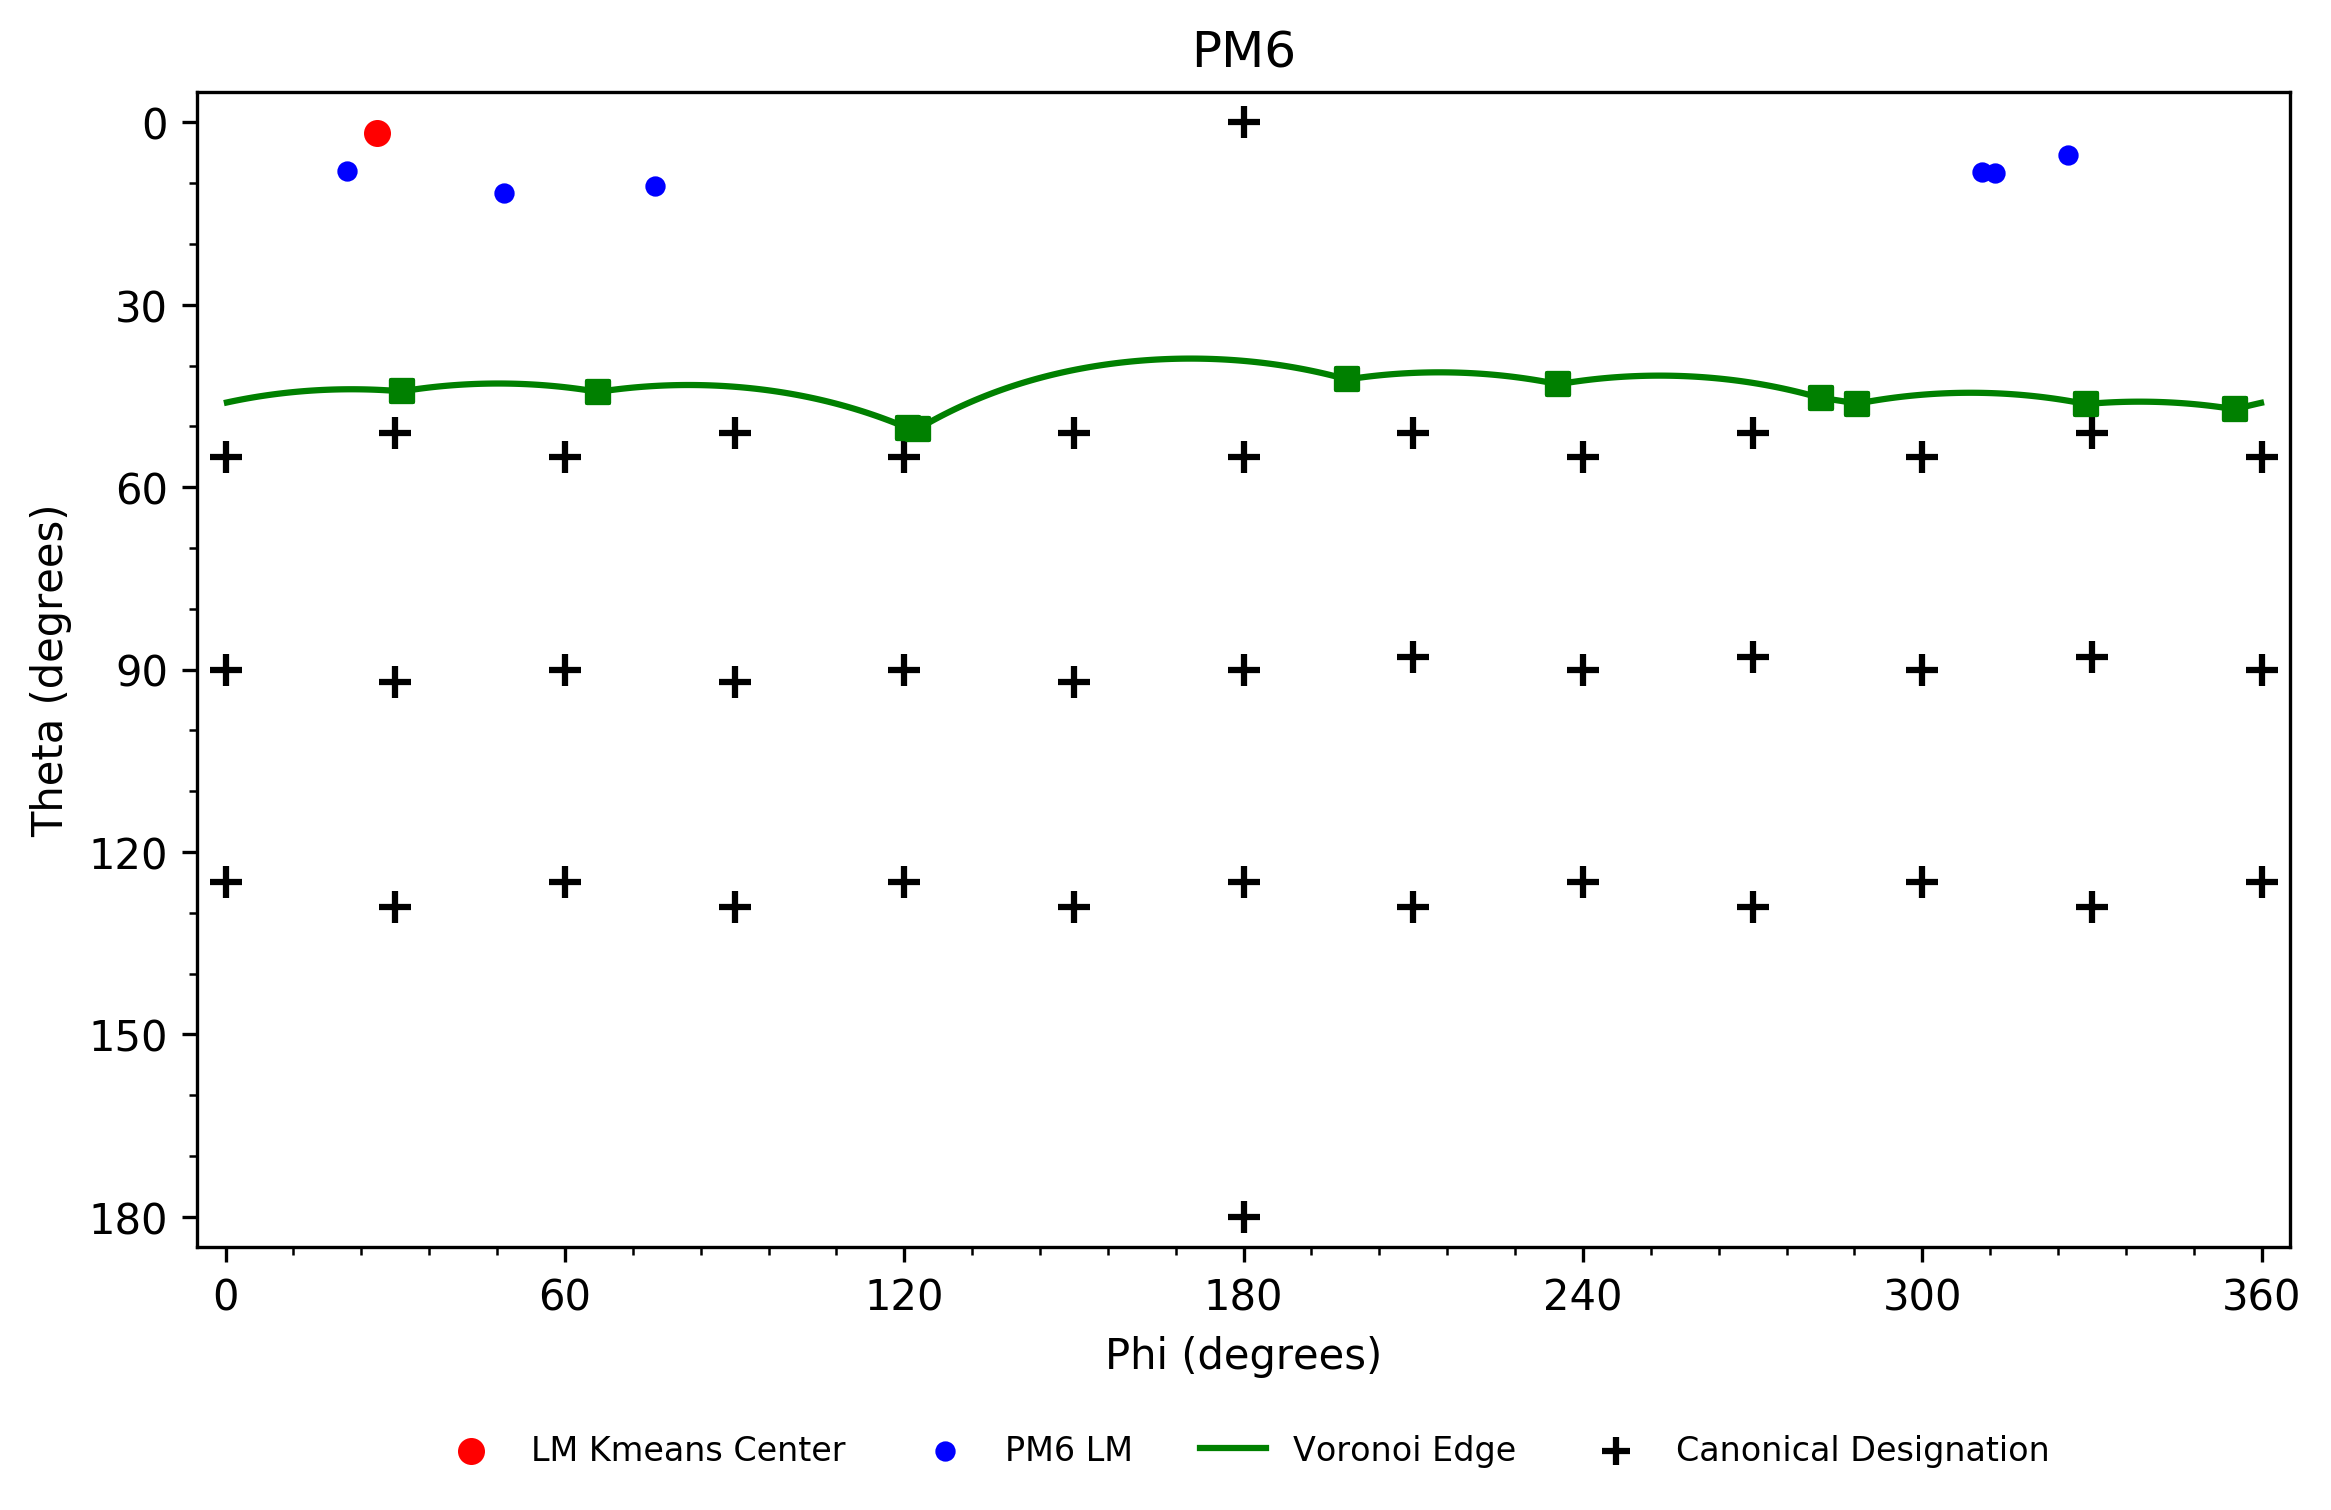 PM6
0
30
60
90
120
150
180
Theta (degrees)
0 60 120 180 240 300 360
Phi (degrees)
LM Kmeans Center PM6 LM Voronoi Edge Canonical Designation